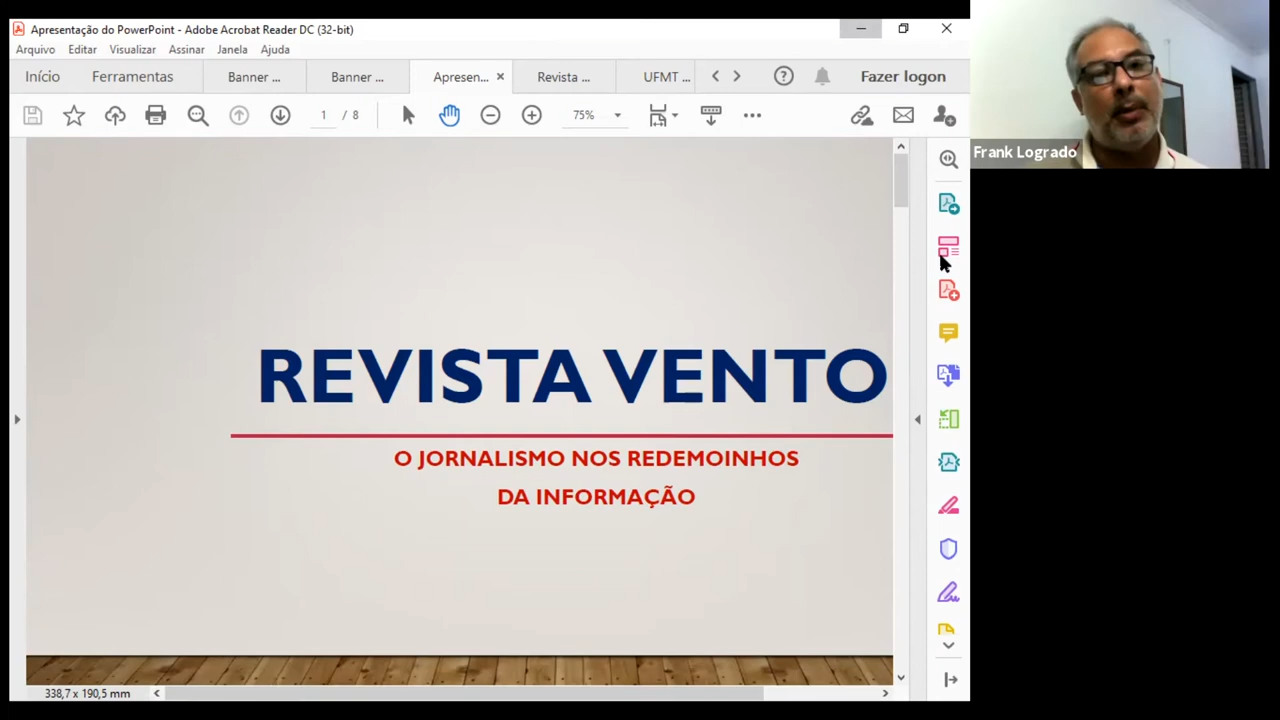 Apresentação do PowerPoint - Adobe Acrobat Reader DC (32-bit)
Arquivo Editar Visualizar Assinar Janela Ajuda
Início Ferramentas Banner ... Banner ... Apresen... × Revista ... UFMT ... Fazer logon
1 / 8 75%
Frank Logrado
REVISTA VENTO
O JORNALISMO NOS REDEMOINHOS
DA INFORMAÇÃO
338,7 x 190,5 mm